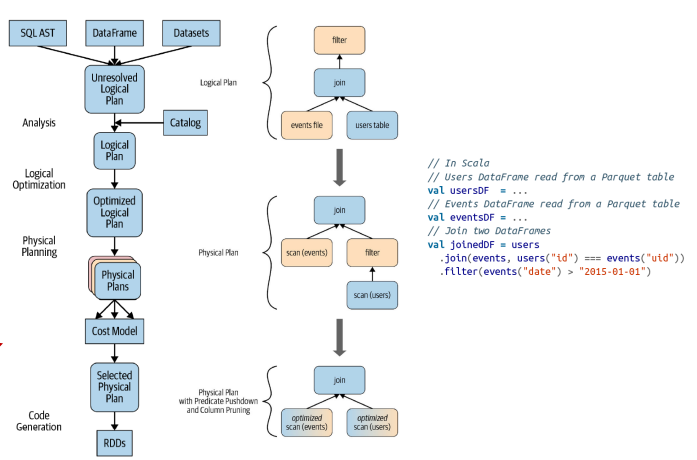 SQL AST
DataFrame
Datasets
Unresolved
Logical
Plan
Analysis
Catalog
Logical
Plan
Logical
Optimization
Optimized
Logical
Plan
Physical
Planning
Physical
Plans
Cost Model
Selected
Physical
Plan
Code
Generation
RDDs
Logical Plan
filter
join
events file
users table
Physical Plan
join
scan (events)
filter
scan (users)
Physical Plan
with Predicate Pushdown
and Column Pruning
join
optimized
scan (events)
optimized
scan (users)
// In Scala
// Users DataFrame read from a Parquet table
val usersDF = ...
// Events DataFrame read from a Parquet table
val eventsDF = ...
// Join two DataFrames
val joinedDF = users
.join(events, users("id") === events("uid"))
.filter(events("date") > "2015-01-01")